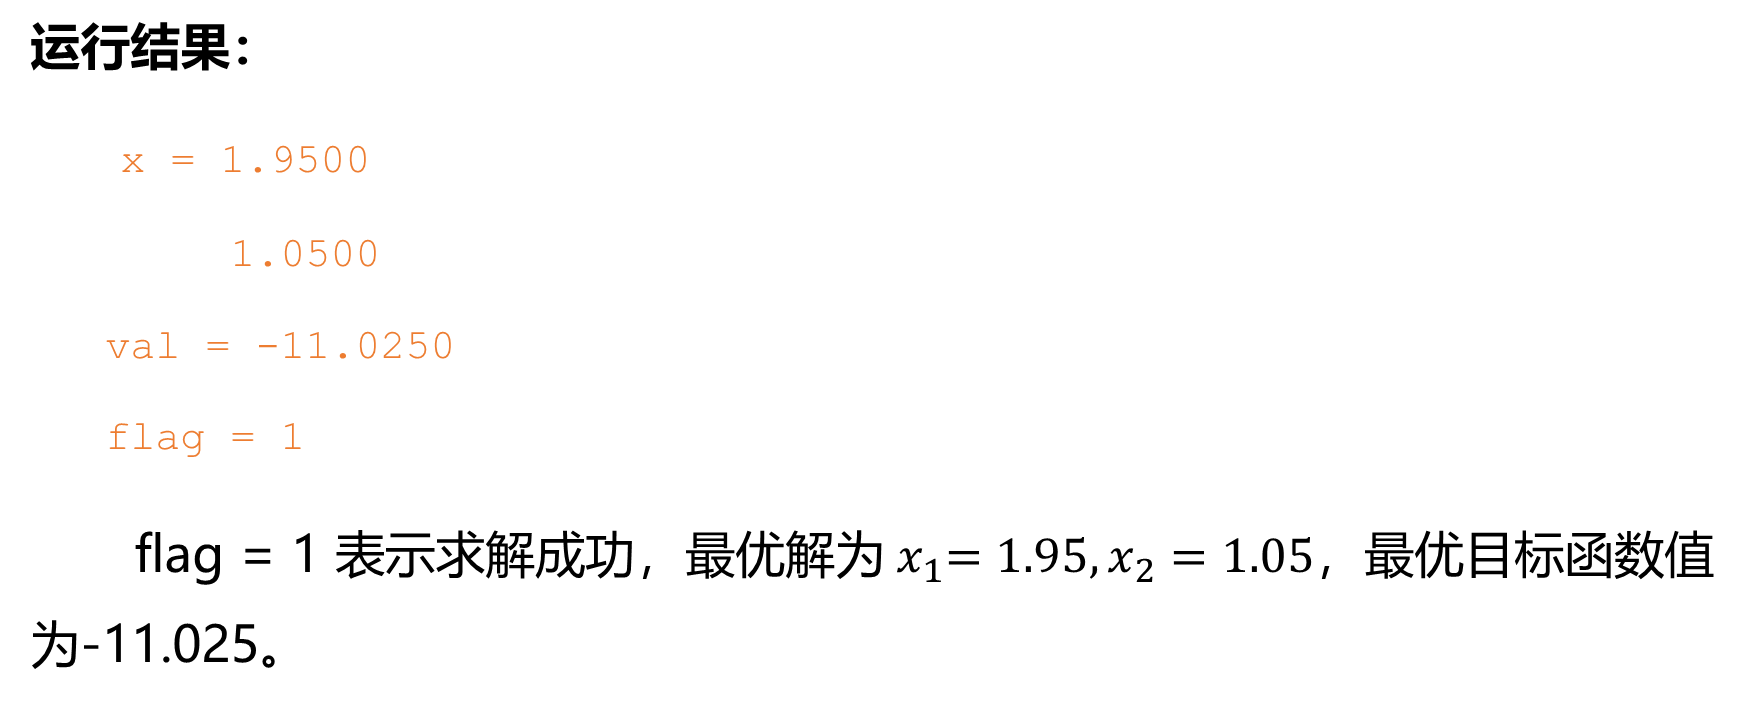 运行结果：
x = 1.9500
1.0500
val = -11.0250
flag = 1
flag = 1 表示求解成功，最优解为 x₁= 1.95, x₂ = 1.05，最优目标函数值
为-11.025。